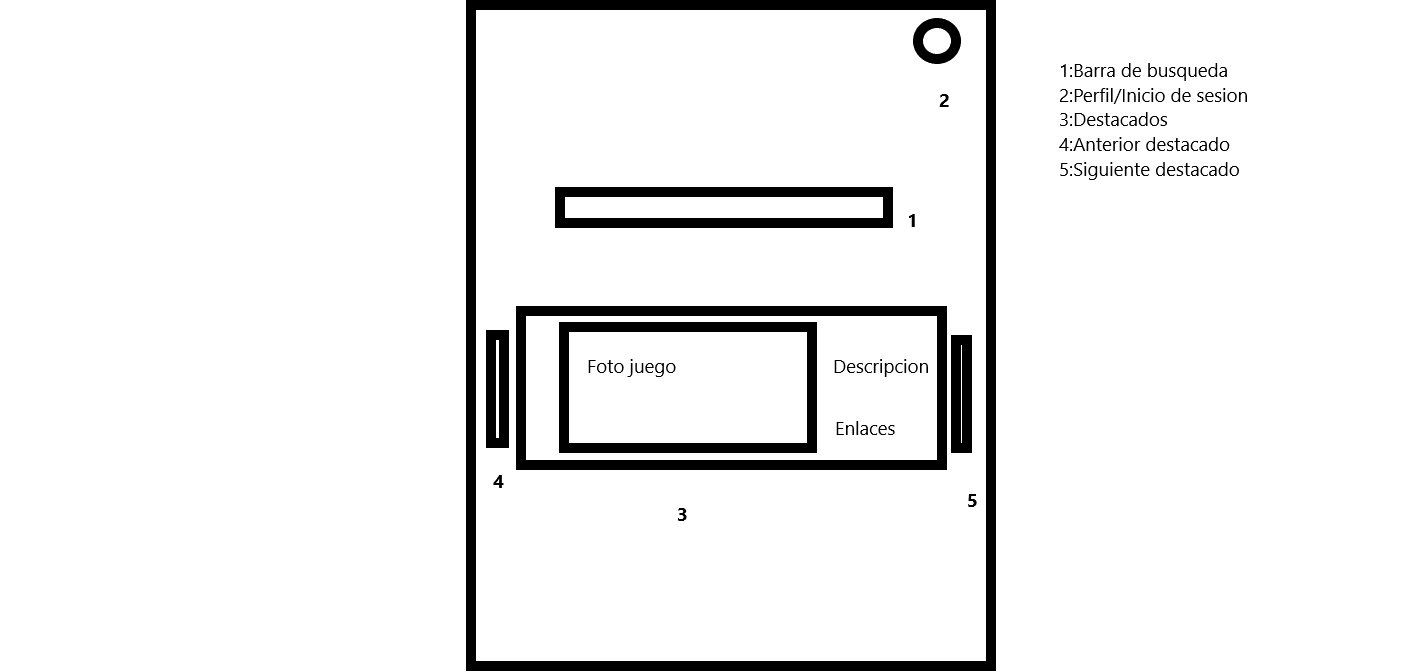 2
1
Foto juego
Descripcion
Enlaces
4
3
5
1:Barra de busqueda
2:Perfil/Inicio de sesion
3:Destacados
4:Anterior destacado
5:Siguiente destacado